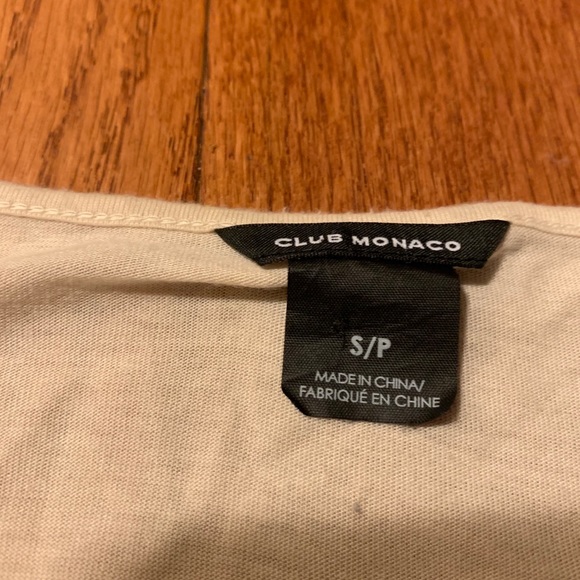 CLUB MONACO
S/P
MADE IN CHINA/
FABRIQUÉ EN CHINE